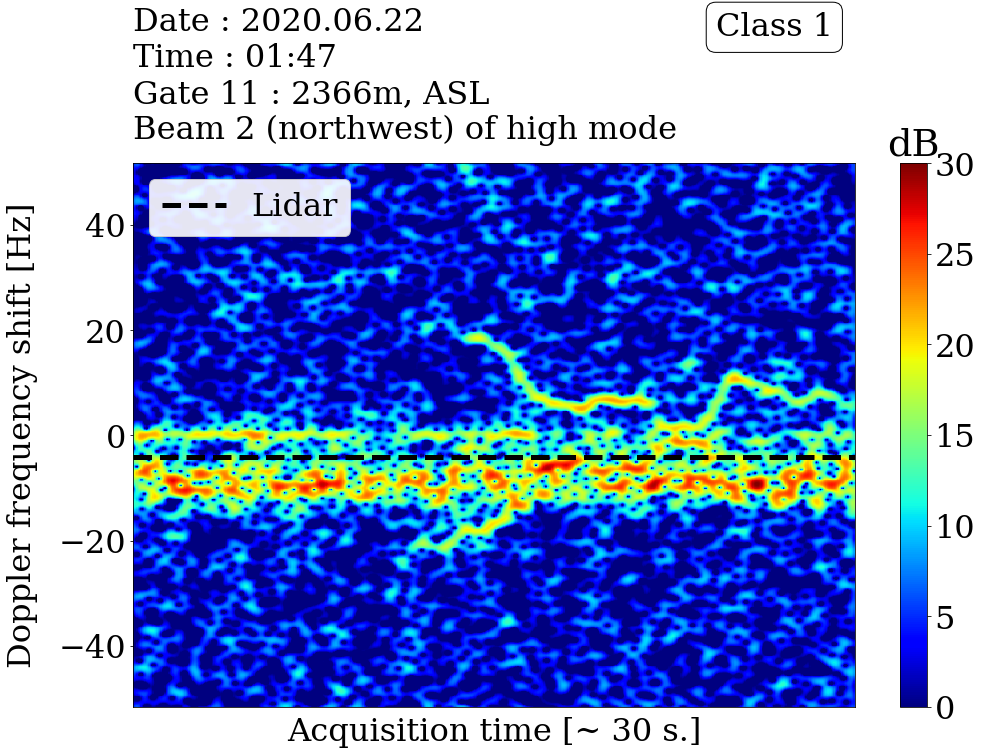 Date : 2020.06.22
Time : 01:47
Gate 11 : 2366m, ASL
Beam 2 (northwest) of high mode
Class 1
dB
Lidar
Doppler frequency shift [Hz]
40
20
0
−20
−40
30
25
20
15
10
5
0
Acquisition time [~ 30 s.]